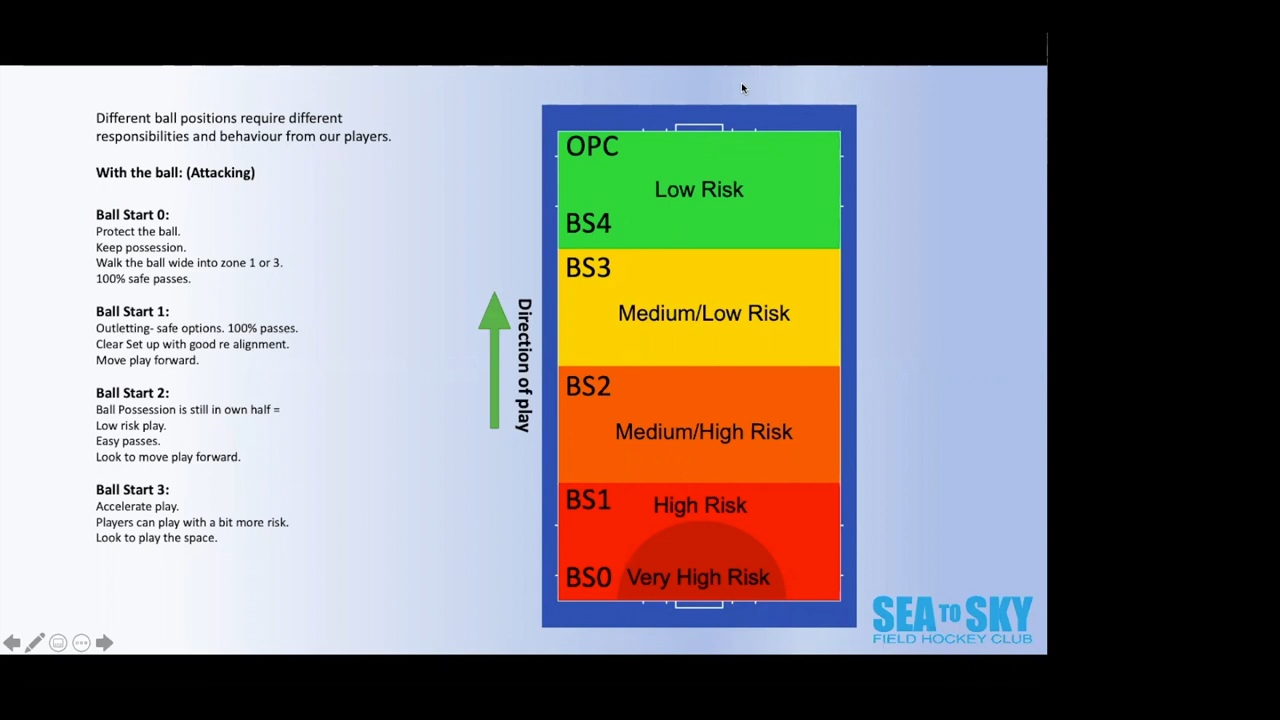 Different ball positions require different
responsibilities and behaviour from our players.
With the ball: (Attacking)
Ball Start 0:
Protect the ball.
Keep possession.
Walk the ball wide into zone 1 or 3.
100% safe passes.
Ball Start 1:
Outletting- safe options. 100% passes.
Clear Set up with good re alignment.
Move play forward.
Ball Start 2:
Ball Possession is still in own half =
Low risk play.
Easy passes.
Look to move play forward.
Ball Start 3:
Accelerate play.
Players can play with a bit more risk.
Look to play the space.
Direction of play
OPC
Low Risk
BS4
BS3
Medium/Low Risk
BS2
Medium/High Risk
BS1 High Risk
BS0 Very High Risk
SEA TO SKY
FIELD HOCKEY CLUB